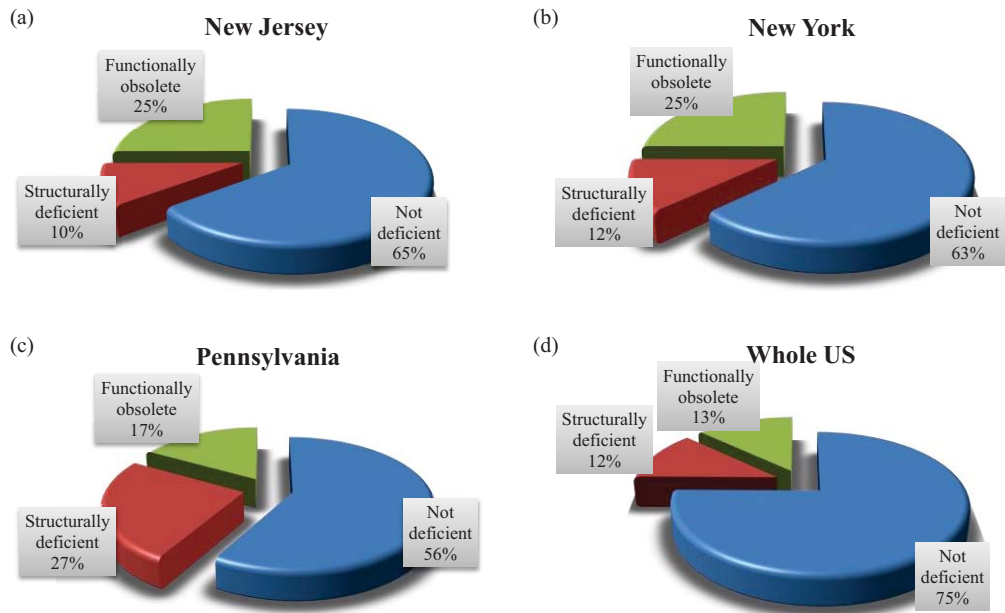 (a)
New Jersey
Functionally
obsolete
25%
Structurally
deficient
10%
Not
deficient
65%
(b)
New York
Functionally
obsolete
25%
Structurally
deficient
12%
Not
deficient
63%
(c)
Pennsylvania
Functionally
obsolete
17%
Structurally
deficient
27%
Not
deficient
56%
(d)
Whole US
Functionally
obsolete
13%
Structurally
deficient
12%
Not
deficient
75%